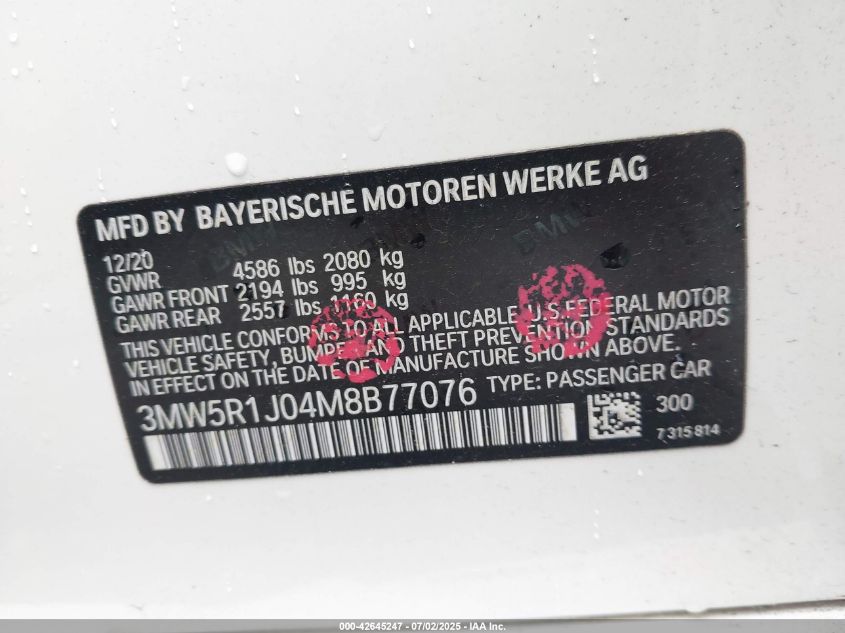 MFD BY BAYERISCHE MOTOREN WERKE AG
12/20
GVWR 4586 lbs 2080 kg
GAWR FRONT 2194 lbs 995 kg
GAWR REAR 2557 lbs 1160 kg
THIS VEHICLE CONFORMS TO ALL APPLICABLE U.S.FEDERAL MOTOR
VEHICLE SAFETY, BUMPER AND THEFT PREVENTION STANDARDS
IN EFFECT ON THE DATE OF MANUFACTURE SHOWN ABOVE.
3MW5R1J04M8B77076 TYPE: PASSENGER CAR
300
7315814
000-42645247 - 07/02/2025 - IAA Inc.